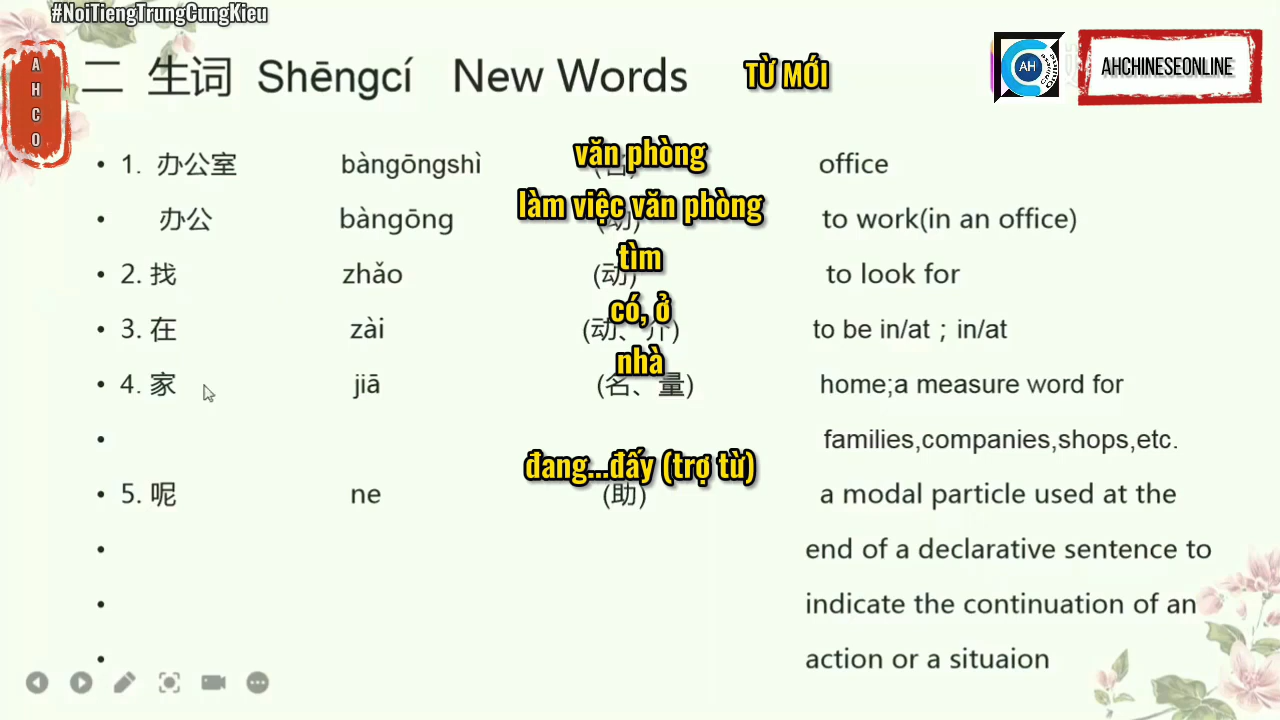 #NoiTiengTrungCungKieu
AHCO
二 生词 Shēngcí New Words TỪ MỚI
AH
AHCHINESEONLINE
• 1. 办公室 bàngōngshì văn phòng office
• 办公 bàngōng làm việc văn phòng to work(in an office)
• 2. 找 zhǎo tìm (动) to look for
• 3. 在 zài có, ở (动、介) to be in/at；in/at
• 4. 家 jiā nhà (名、量) home;a measure word for
• families,companies,shops,etc.
đang...đấy (trợ từ)
• 5. 呢 ne (助) a modal particle used at the
• end of a declarative sentence to
• indicate the continuation of an
• action or a situaion